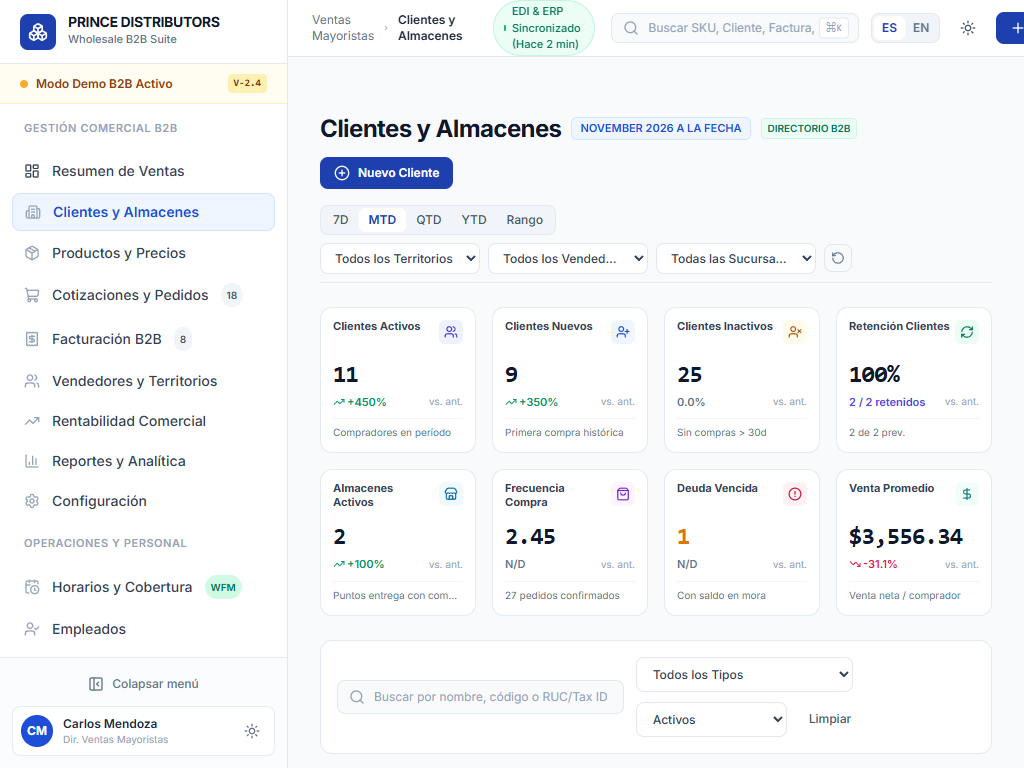 PRINCE DISTRIBUTORS
Wholesale B2B Suite
Modo Demo B2B Activo
V-2.4
GESTIÓN COMERCIAL B2B
Resumen de Ventas
Clientes y Almacenes
Productos y Precios
Cotizaciones y Pedidos 18
Facturación B2B 8
Vendedores y Territorios
Rentabilidad Comercial
Reportes y Analítica
Configuración
OPERACIONES Y PERSONAL
Horarios y Cobertura WFM
Empleados
Colapsar menú
CM
Carlos Mendoza
Dir. Ventas Mayoristas
Ventas
Mayoristas
Clientes y
Almacenes
EDI & ERP
Sincronizado
(Hace 2 min)
Buscar SKU, Cliente, Factura,
⌘K
ES EN
Clientes y Almacenes
NOVEMBER 2026 A LA FECHA
DIRECTORIO B2B
Nuevo Cliente
7D MTD QTD YTD Rango
Todos los Territorios
Todos los Vended...
Todas las Sucursa...
Clientes Activos
11
+450% vs. ant.
Compradores en período
Clientes Nuevos
9
+350% vs. ant.
Primera compra histórica
Clientes Inactivos
25
0.0% vs. ant.
Sin compras > 30d
Retención Clientes
100%
2 / 2 retenidos vs. ant.
2 de 2 prev.
Almacenes
Activos
2
+100% vs. ant.
Puntos entrega con com...
Frecuencia
Compra
2.45
N/D vs. ant.
27 pedidos confirmados
Deuda Vencida
1
N/D vs. ant.
Con saldo en mora
Venta Promedio
$3,556.34
-31.1% vs. ant.
Venta neta / comprador
Buscar por nombre, código o RUC/Tax ID
Todos los Tipos
Activos
Limpiar